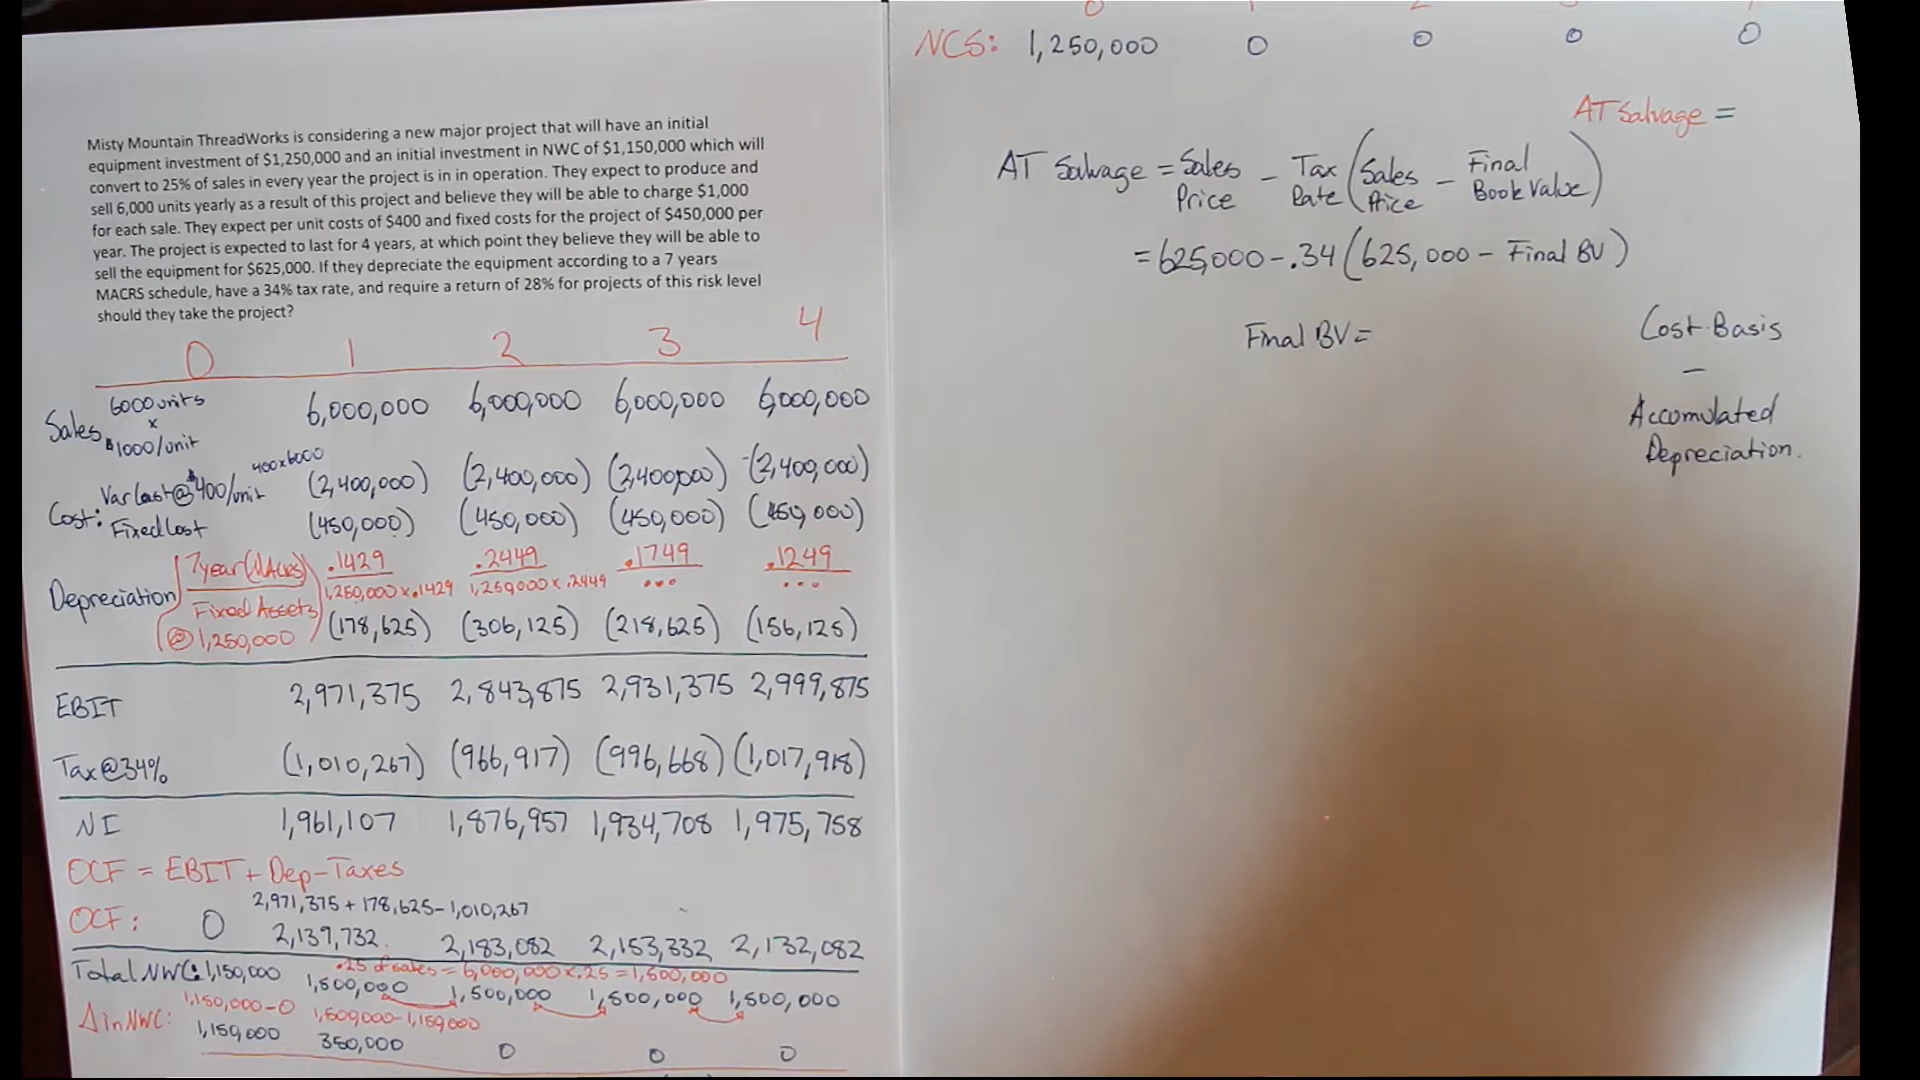 Misty Mountain ThreadWorks is considering a new major project that will have an initial
equipment investment of $1,250,000 and an initial investment in NWC of $1,150,000 which will
convert to 25% of sales in every year the project is in in operation. They expect to produce and
sell 6,000 units yearly as a result of this project and believe they will be able to charge $1,000
for each sale. They expect per unit costs of $400 and fixed costs for the project of $450,000 per
year. The project is expected to last for 4 years, at which point they believe they will be able to
sell the equipment for $625,000. If they depreciate the equipment according to a 7 years
MACRS schedule, have a 34% tax rate, and require a return of 28% for projects of this risk level
should they take the project?
0 1 2 3 4
Sales 6000 units x $1000/unit 6,000,000 6,000,000 6,000,000 6,000,000
400x6000
Cost: Var Cost@$400/unit (2,400,000) (2,400,000) (2,400,000) (2,400,000)
Fixed Cost (450,000) (450,000) (450,000) (450,000)
7 year (MACRS) .1429 .2449 .1749 .1249
Depreciation 1,250,000x.1429 1,250,000x.2449 ... ...
Fixed Assets @1,250,000 (178,625) (306,125) (218,625) (156,125)
EBIT 2,971,375 2,843,875 2,931,375 2,999,875
Tax@34% (1,010,267) (966,917) (996,668) (1,017,918)
NI 1,961,107 1,876,957 1,934,708 1,975,758
OCF = EBIT + Dep-Taxes
2,971,375 + 178,625 - 1,010,267
OCF: 0 2,139,732. 2,183,082 2,153,332 2,132,082
Total NWC: 1,150,000 .25 of sales = 6,000,000x.25 = 1,500,000
1,500,000 1,500,000 1,500,000 1,500,000
1,150,000-0 1,500,000-1,150,000
Δ in NWC: 1,150,000 350,000 0 0 0
NCS: 1,250,000 0 0 0 0
AT Salvage =
AT Salvage = Sales Price - Tax Rate (Sales Price - Final Book Value)
= 625,000 - .34 (625,000 - Final BV)
Final BV =
Cost Basis
-
Accomulated
Depreciation.